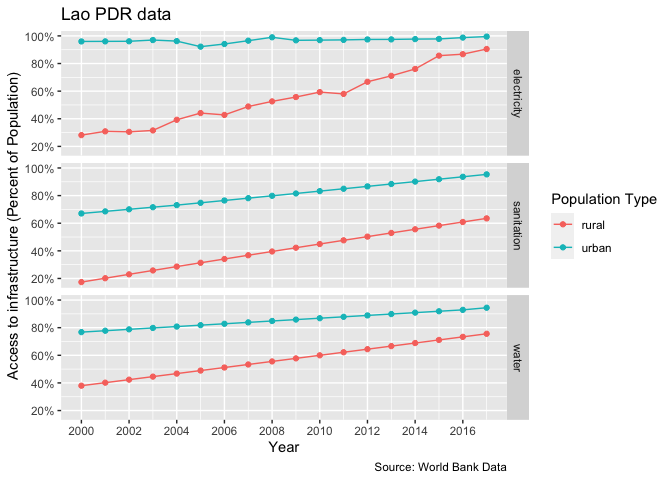 Lao PDR data
Access to infrastructure (Percent of Population)
100%
80%
60%
40%
20%
electricity
100%
80%
60%
40%
20%
sanitation
100%
80%
60%
40%
20%
water
2000 2002 2004 2006 2008 2010 2012 2014 2016
Year
Population Type
rural
urban
Source: World Bank Data